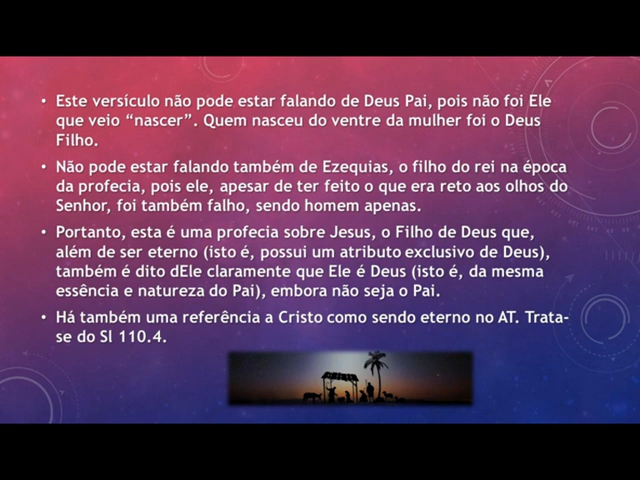 • Este versículo não pode estar falando de Deus Pai, pois não foi Ele
que veio “nascer”. Quem nasceu do ventre da mulher foi o Deus
Filho.
• Não pode estar falando também de Ezequias, o filho do rei na época
da profecia, pois ele, apesar de ter feito o que era reto aos olhos do
Senhor, foi também falho, sendo homem apenas.
• Portanto, esta é uma profecia sobre Jesus, o Filho de Deus que,
além de ser eterno (isto é, possui um atributo exclusivo de Deus),
também é dito dEle claramente que Ele é Deus (isto é, da mesma
essência e natureza do Pai), embora não seja o Pai.
• Há também uma referência a Cristo como sendo eterno no AT. Trata-
se do Sl 110.4.